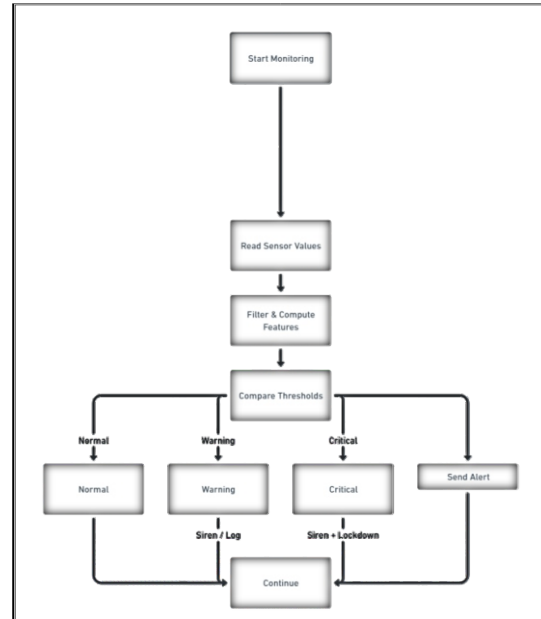 Start Monitoring
Read Sensor Values
Filter & Compute
Features
Compare Thresholds
Normal
Warning
Critical
Normal
Warning
Critical
Send Alert
Siren / Log
Siren + Lockdown
Continue